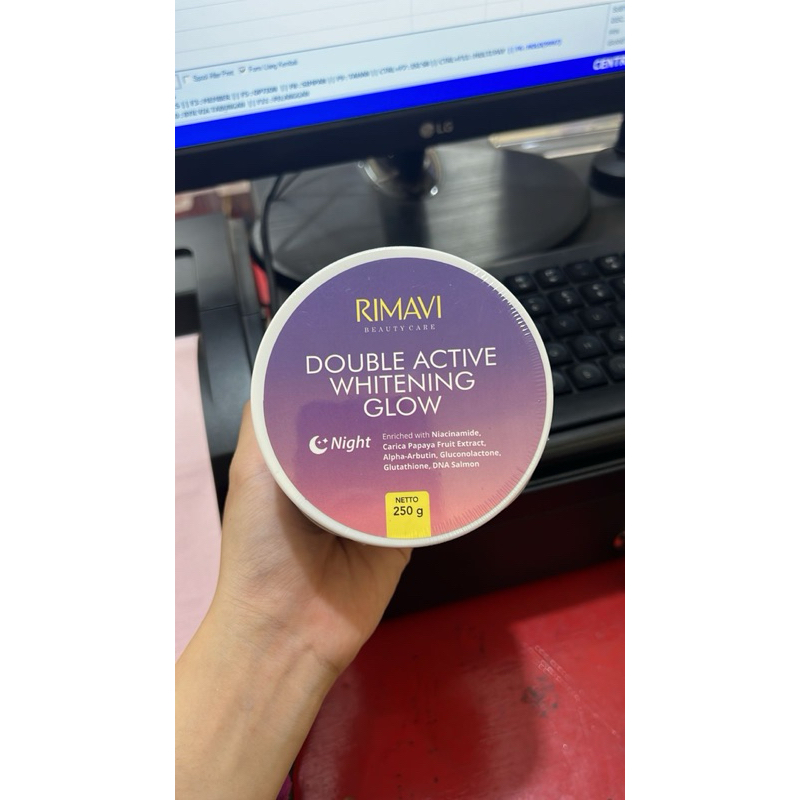 LG
RIMAVI
BEAUTY CARE
DOUBLE ACTIVE
WHITENING
GLOW
Night
Enriched with Niacinamide,
Carica Papaya Fruit Extract,
Alpha-Arbutin, Gluconolactone,
Glutathione, DNA Salmon
NETTO
250 g